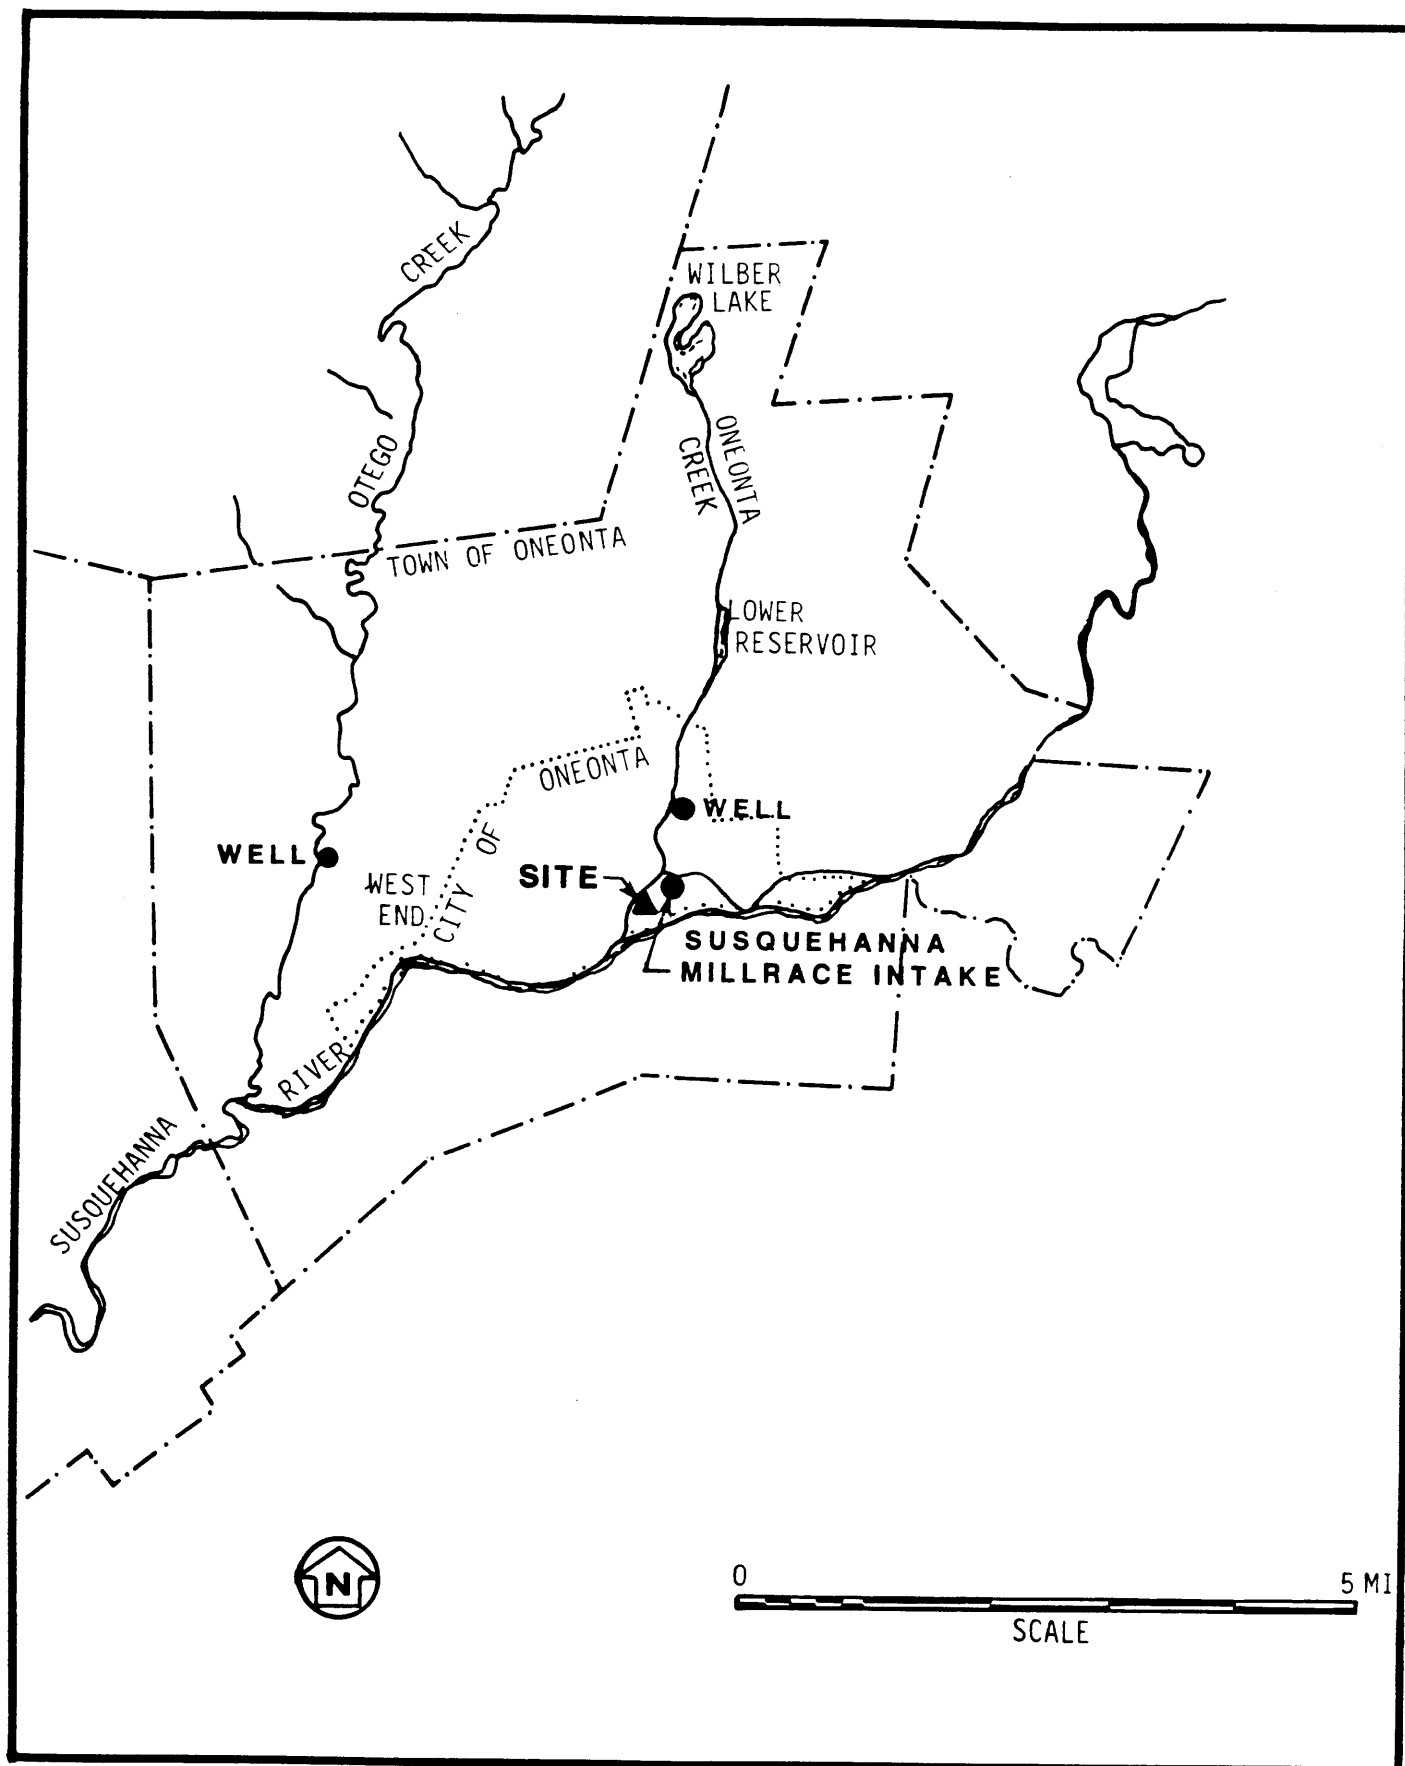 CREEK
WILBER
LAKE
OTEGO
ONEONTA
CREEK
TOWN OF ONEONTA
LOWER
RESERVOIR
ONEONTA
WELL
OF
WELL
WEST
END
CITY
SITE
SUSQUEHANNA
MILLRACE INTAKE
RIVER
SUSQUEHANNA
N
0
5 MI
SCALE